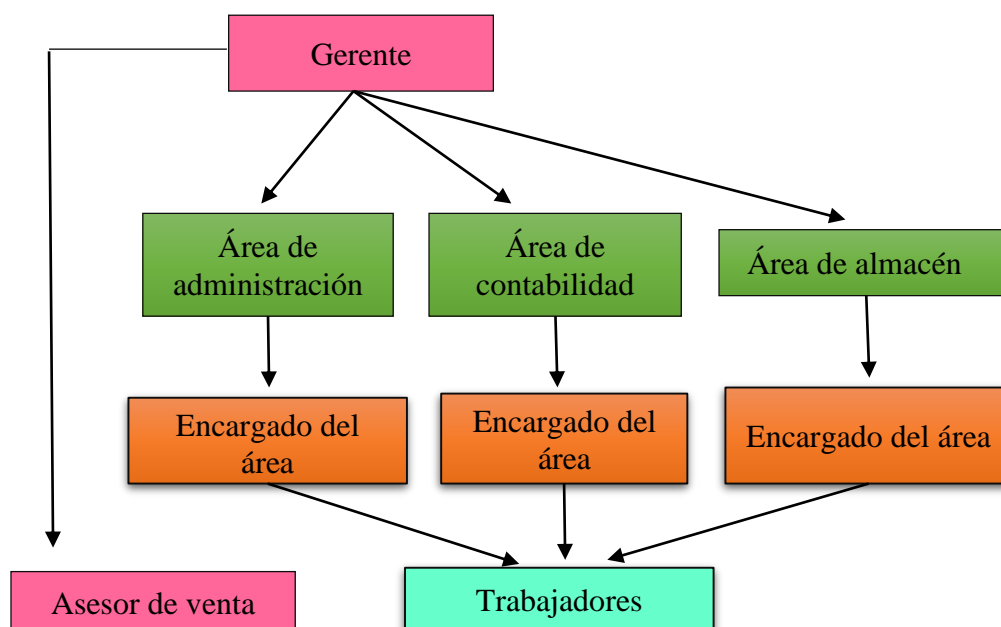 Gerente
Área de
administración
Área de
contabilidad
Área de almacén
Encargado del
área
Encargado del
área
Encargado del área
Asesor de venta
Trabajadores